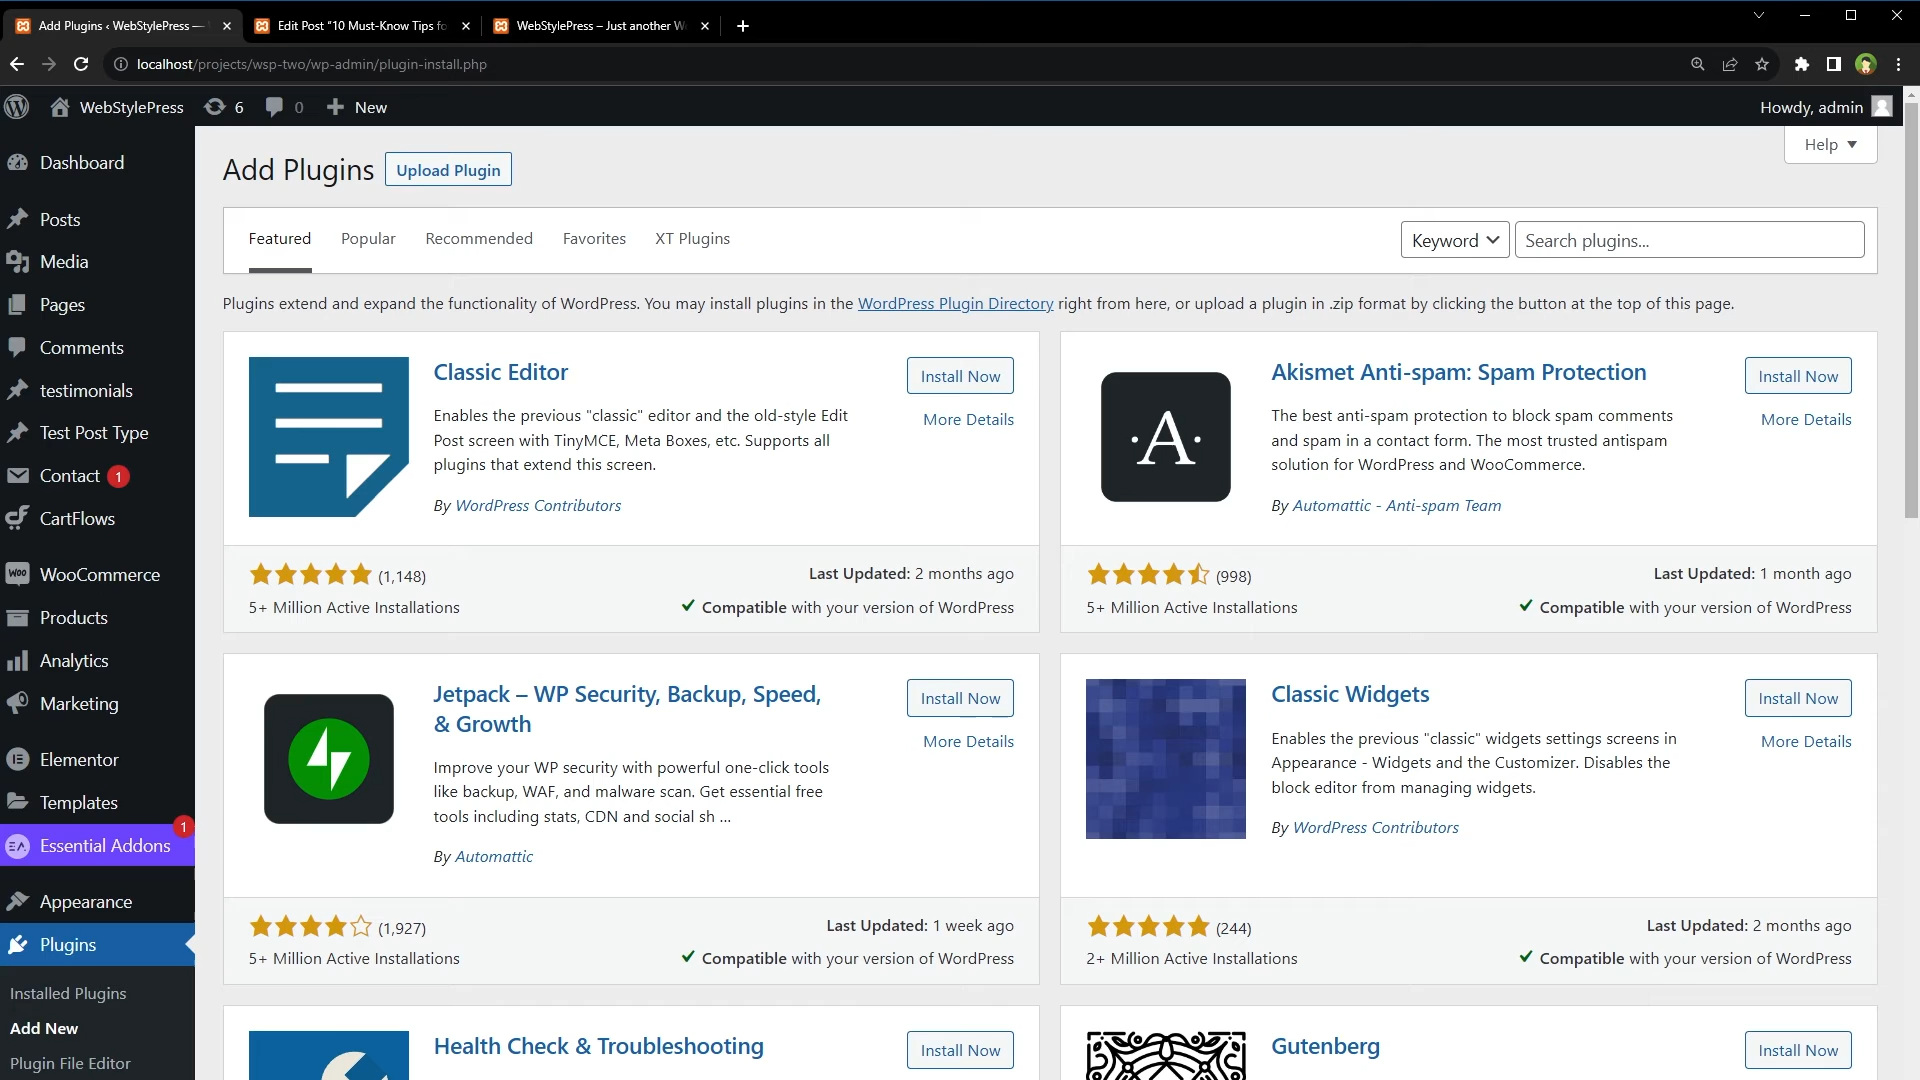 Add Plugins ‹ WebStylePress —
Edit Post "10 Must-Know Tips fo
WebStylePress – Just another W
localhost/projects/wsp-two/wp-admin/plugin-install.php
WebStylePress
6
0
New
Howdy, admin
Dashboard
Posts
Media
Pages
Comments
testimonials
Test Post Type
Contact 1
CartFlows
WooCommerce
Products
Analytics
Marketing
Elementor
Templates
1
Essential Addons
Appearance
Plugins
Installed Plugins
Add New
Plugin File Editor
Help
Add Plugins
Upload Plugin
Featured
Popular
Recommended
Favorites
XT Plugins
Keyword
Search plugins...
Plugins extend and expand the functionality of WordPress. You may install plugins in the WordPress Plugin Directory right from here, or upload a plugin in .zip format by clicking the button at the top of this page.
Classic Editor
Install Now
More Details
Enables the previous "classic" editor and the old-style Edit
Post screen with TinyMCE, Meta Boxes, etc. Supports all
plugins that extend this screen.
By WordPress Contributors
(1,148)
Last Updated: 2 months ago
5+ Million Active Installations
Compatible with your version of WordPress
·A·
Akismet Anti-spam: Spam Protection
Install Now
More Details
The best anti-spam protection to block spam comments
and spam in a contact form. The most trusted antispam
solution for WordPress and WooCommerce.
By Automattic - Anti-spam Team
(998)
Last Updated: 1 month ago
5+ Million Active Installations
Compatible with your version of WordPress
Jetpack – WP Security, Backup, Speed,
& Growth
Install Now
More Details
Improve your WP security with powerful one-click tools
like backup, WAF, and malware scan. Get essential free
tools including stats, CDN and social sh ...
By Automattic
(1,927)
Last Updated: 1 week ago
5+ Million Active Installations
Compatible with your version of WordPress
Classic Widgets
Install Now
More Details
Enables the previous "classic" widgets settings screens in
Appearance - Widgets and the Customizer. Disables the
block editor from managing widgets.
By WordPress Contributors
(244)
Last Updated: 2 months ago
2+ Million Active Installations
Compatible with your version of WordPress
Health Check & Troubleshooting
Install Now
Gutenberg
Install Now